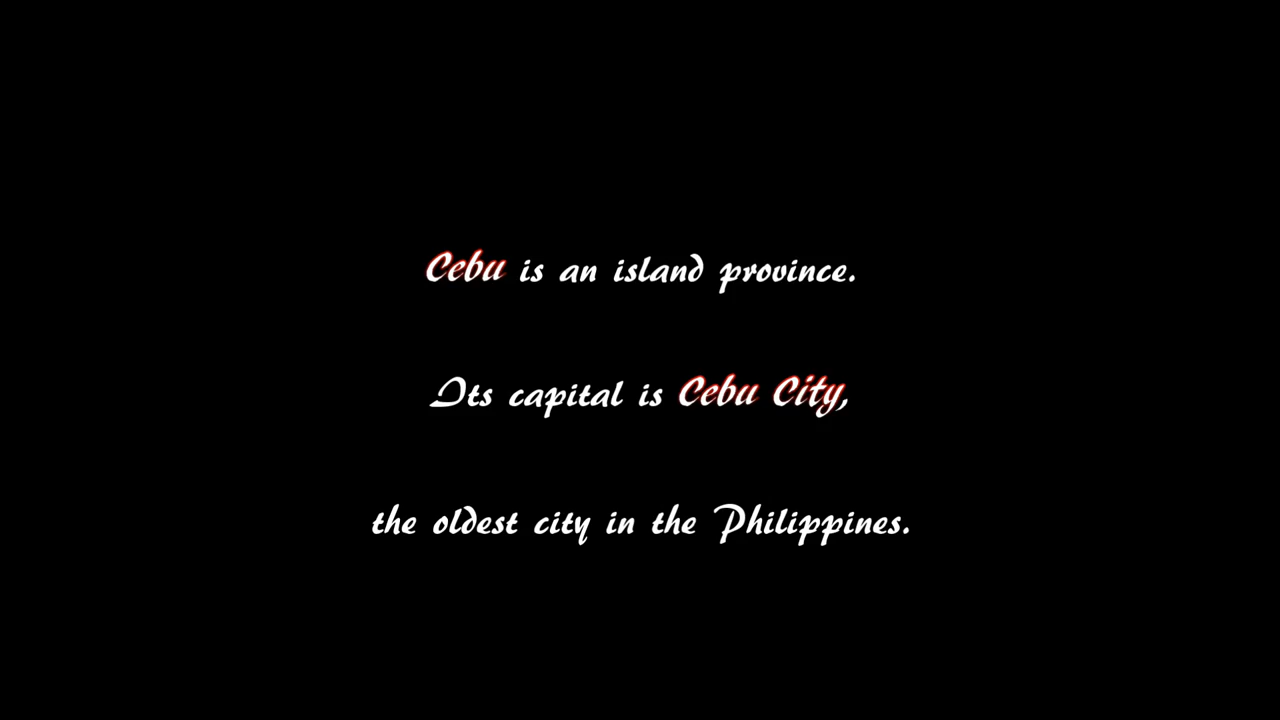 Cebu is an island province.
Its capital is Cebu City,
the oldest city in the Philippines.